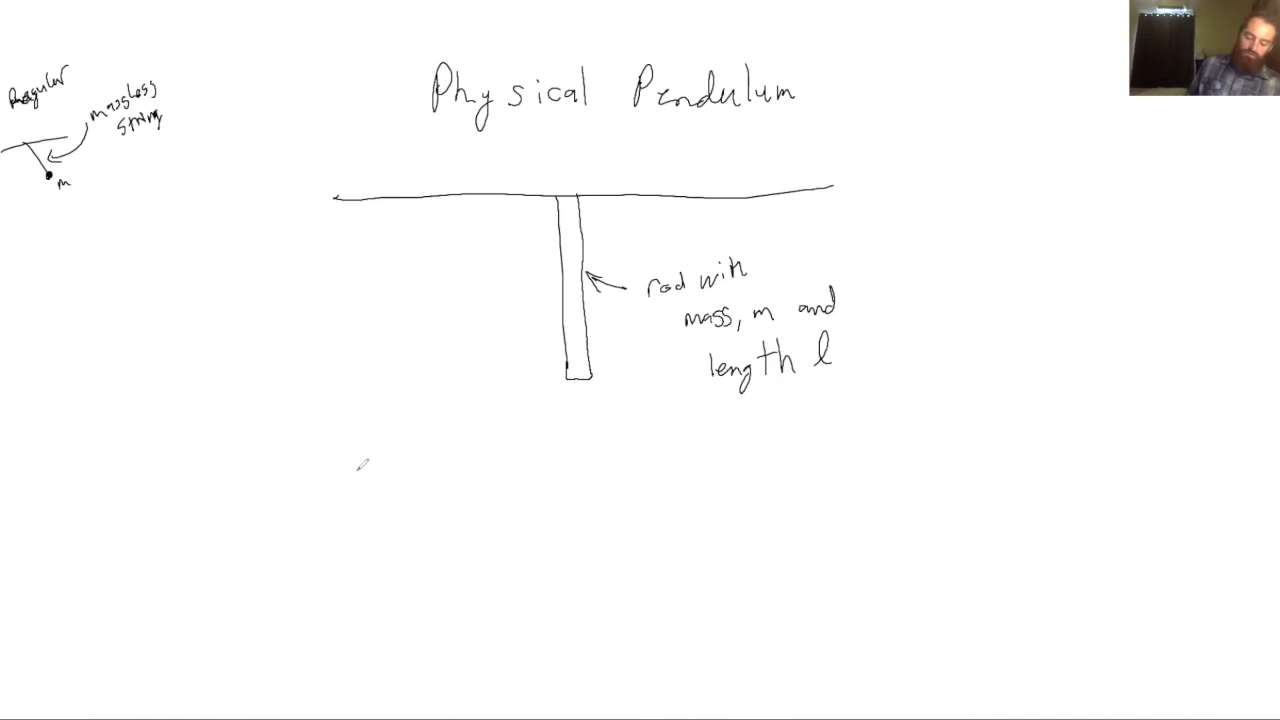 Physical Pendulum
Regular
massless
string
m
rod with
mass, m and
length l